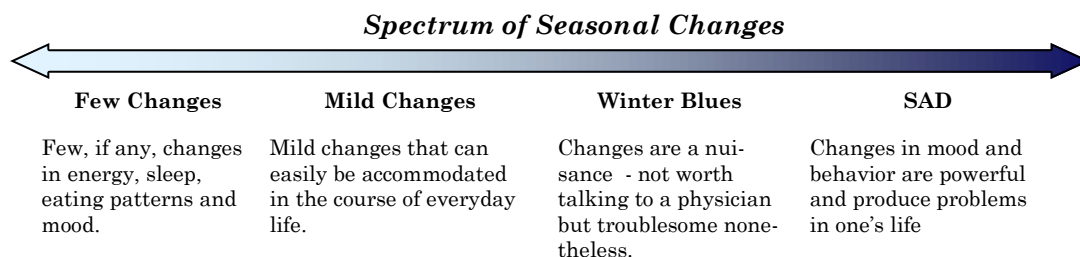 Spectrum of Seasonal Changes
Few Changes
Few, if any, changes
in energy, sleep,
eating patterns and
mood.
Mild Changes
Mild changes that can
easily be accommodated
in the course of everyday
life.
Winter Blues
Changes are a nui-
sance - not worth
talking to a physician
but troublesome none-
theless.
SAD
Changes in mood and
behavior are powerful
and produce problems
in one's life